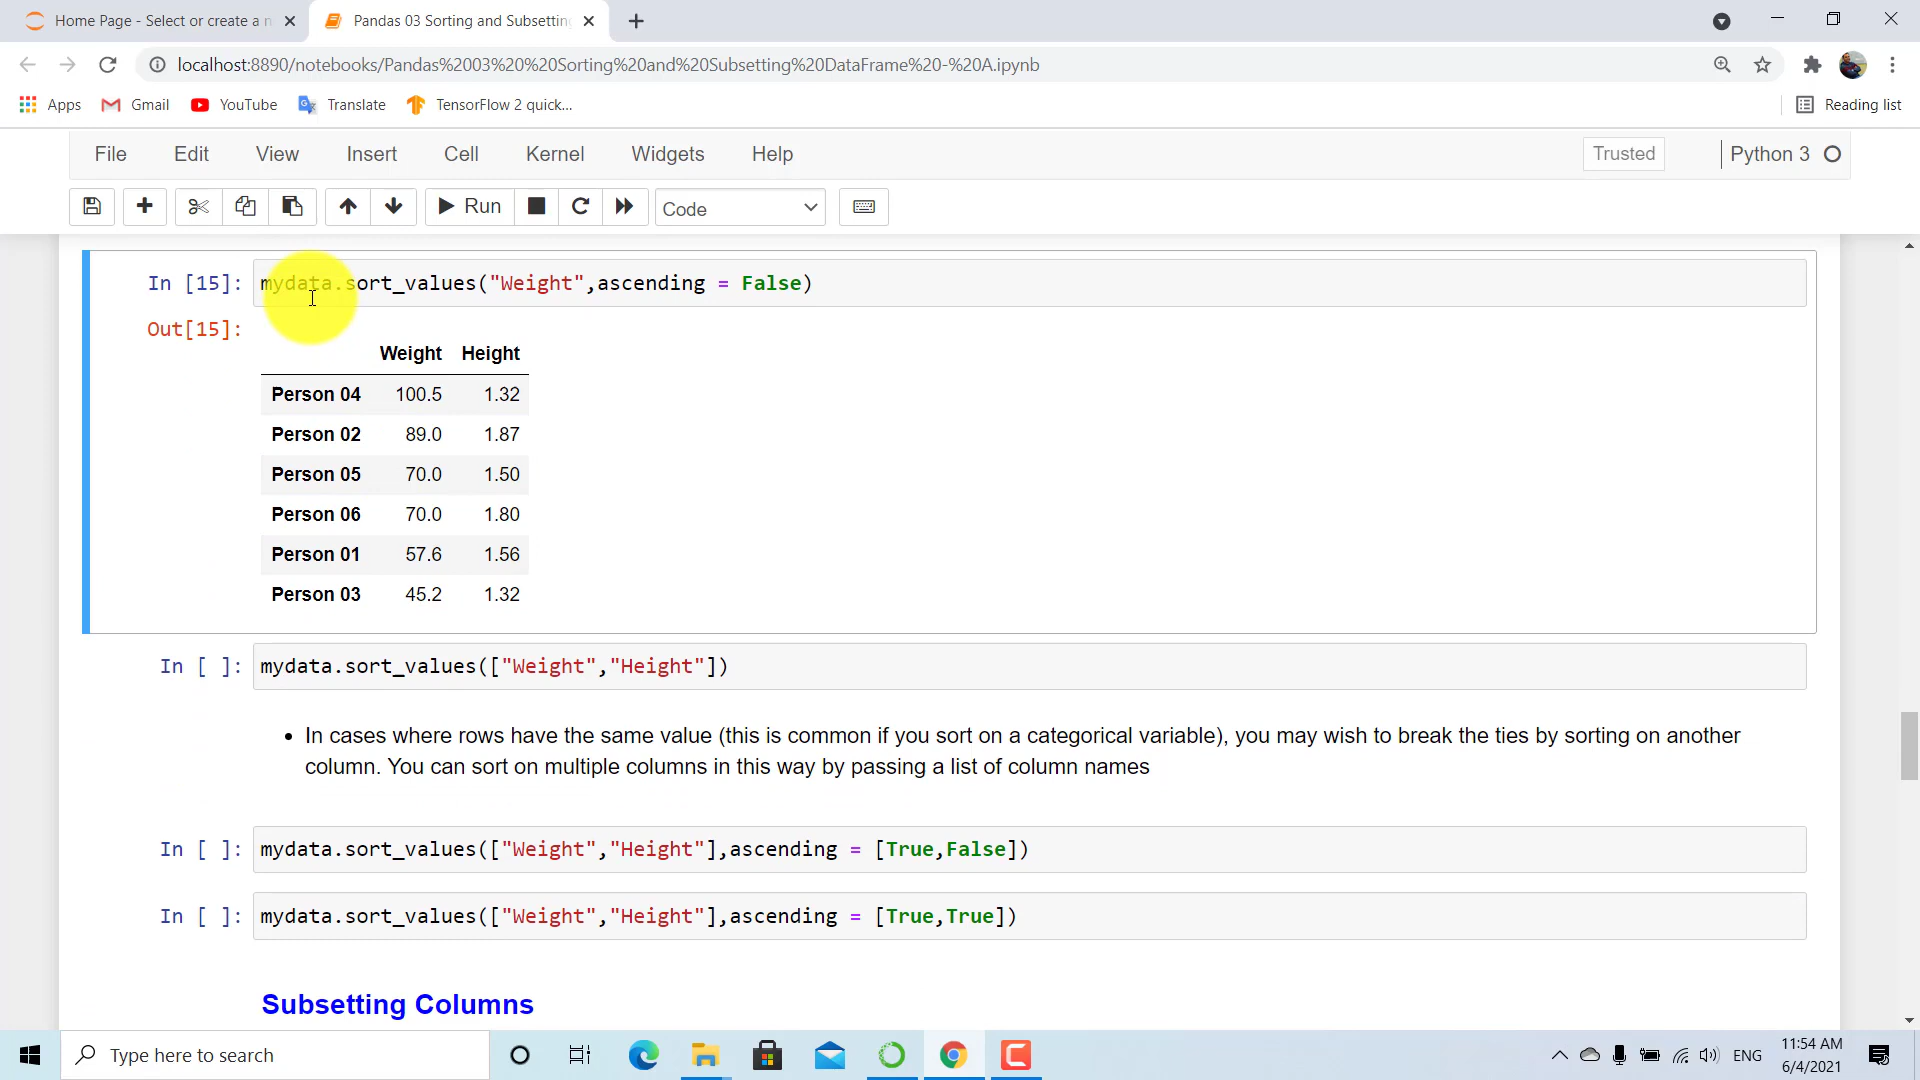 Home Page - Select or create a n
Pandas 03 Sorting and Subsettin
localhost:8890/notebooks/Pandas%2003%20%20Sorting%20and%20Subsetting%20DataFrame%20-%20A.ipynb
Apps Gmail YouTube Translate TensorFlow 2 quick... Reading list
File Edit View Insert Cell Kernel Widgets Help Trusted Python 3
Run Code
In [15]: mydata.sort_values("Weight",ascending = False)
Out[15]:
Weight Height
Person 04 100.5 1.32
Person 02 89.0 1.87
Person 05 70.0 1.50
Person 06 70.0 1.80
Person 01 57.6 1.56
Person 03 45.2 1.32
In [ ]: mydata.sort_values(["Weight","Height"])
• In cases where rows have the same value (this is common if you sort on a categorical variable), you may wish to break the ties by sorting on another
column. You can sort on multiple columns in this way by passing a list of column names
In [ ]: mydata.sort_values(["Weight","Height"],ascending = [True,False])
In [ ]: mydata.sort_values(["Weight","Height"],ascending = [True,True])
Subsetting Columns
Type here to search
ENG
11:54 AM
6/4/2021